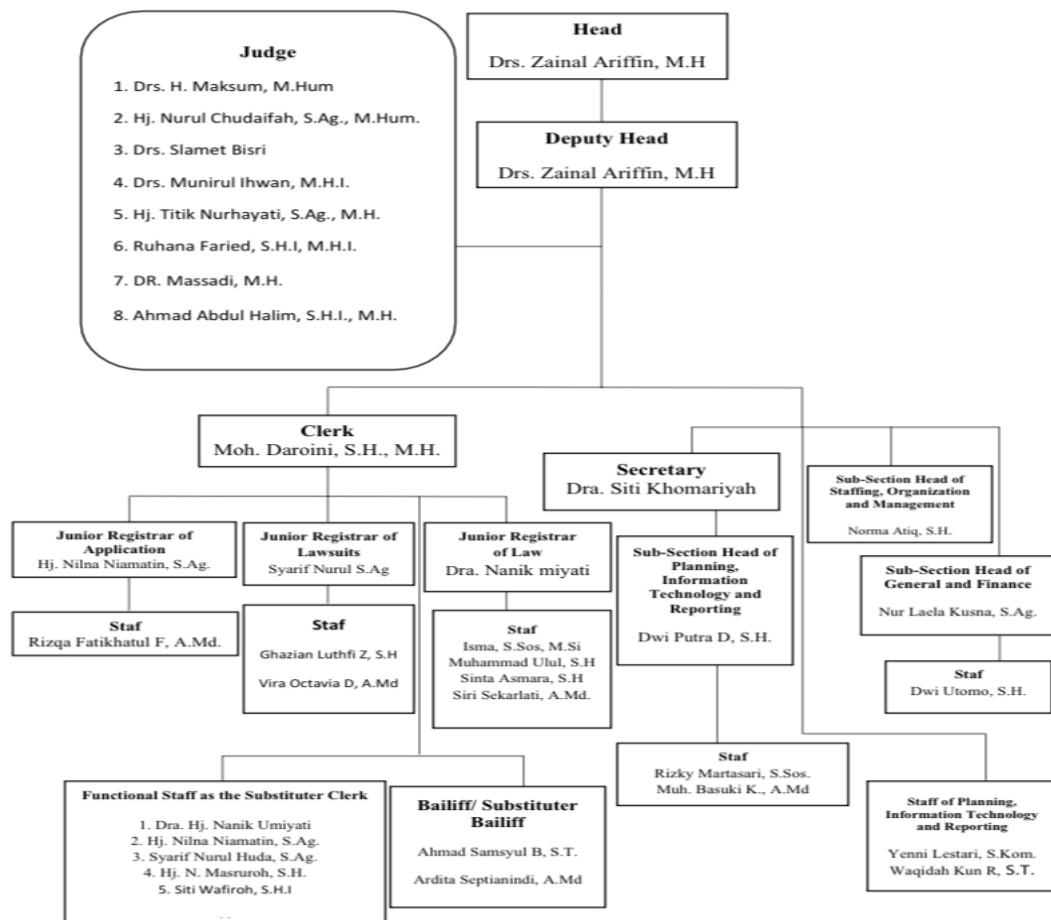 Judge
1. Drs. H. Maksum, M.Hum
2. Hj. Nurul Chudaifah, S.Ag., M.Hum.
3. Drs. Slamet Bisri
4. Drs. Munirul Ihwan, M.H.I.
5. Hj. Titik Nurhayati, S.Ag., M.H.
6. Ruhana Faried, S.H.I, M.H.I.
7. DR. Massadi, M.H.
8. Ahmad Abdul Halim, S.H.I., M.H.
Head
Drs. Zainal Ariffin, M.H
Deputy Head
Drs. Zainal Ariffin, M.H
Clerk
Moh. Daroini, S.H., M.H.
Secretary
Dra. Siti Khomariyah
Sub-Section Head of
Staffing, Organization
and Management
Norma Atiq, S.H.
Junior Registrar of
Application
Hj. Nilna Niamatin, S.Ag.
Junior Registrar of
Lawsuits
Syarif Nurul S.Ag
Junior Registrar
of Law
Dra. Nanik miyati
Sub-Section Head of
Planning,
Information
Technology and
Reporting
Dwi Putra D, S.H.
Sub-Section Head of
General and Finance
Nur Laela Kusna, S.Ag.
Staf
Rizqa Fatikhatul F, A.Md.
Staf
Ghazian Luthfi Z, S.H
Vira Octavia D, A.Md
Staf
Isma, S.Sos, M.Si
Muhammad Ulul, S.H
Sinta Asmara, S.H
Siri Sekarlati, A.Md.
Staf
Dwi Utomo, S.H.
Staf
Rizky Martasari, S.Sos.
Muh. Basuki K., A.Md
Functional Staff as the Substituter Clerk
1. Dra. Hj. Nanik Umiyati
2. Hj. Nilna Niamatin, S.Ag.
3. Syarif Nurul Huda, S.Ag.
4. Hj. N. Masruroh, S.H.
5. Siti Wafiroh, S.H.I
Bailiff/ Substituter
Bailiff
Ahmad Samsyul B, S.T.
Ardita Septianindi, A.Md
Staff of Planning,
Information Technology
and Reporting
Yenni Lestari, S.Kom.
Waqidah Kun R, S.T.